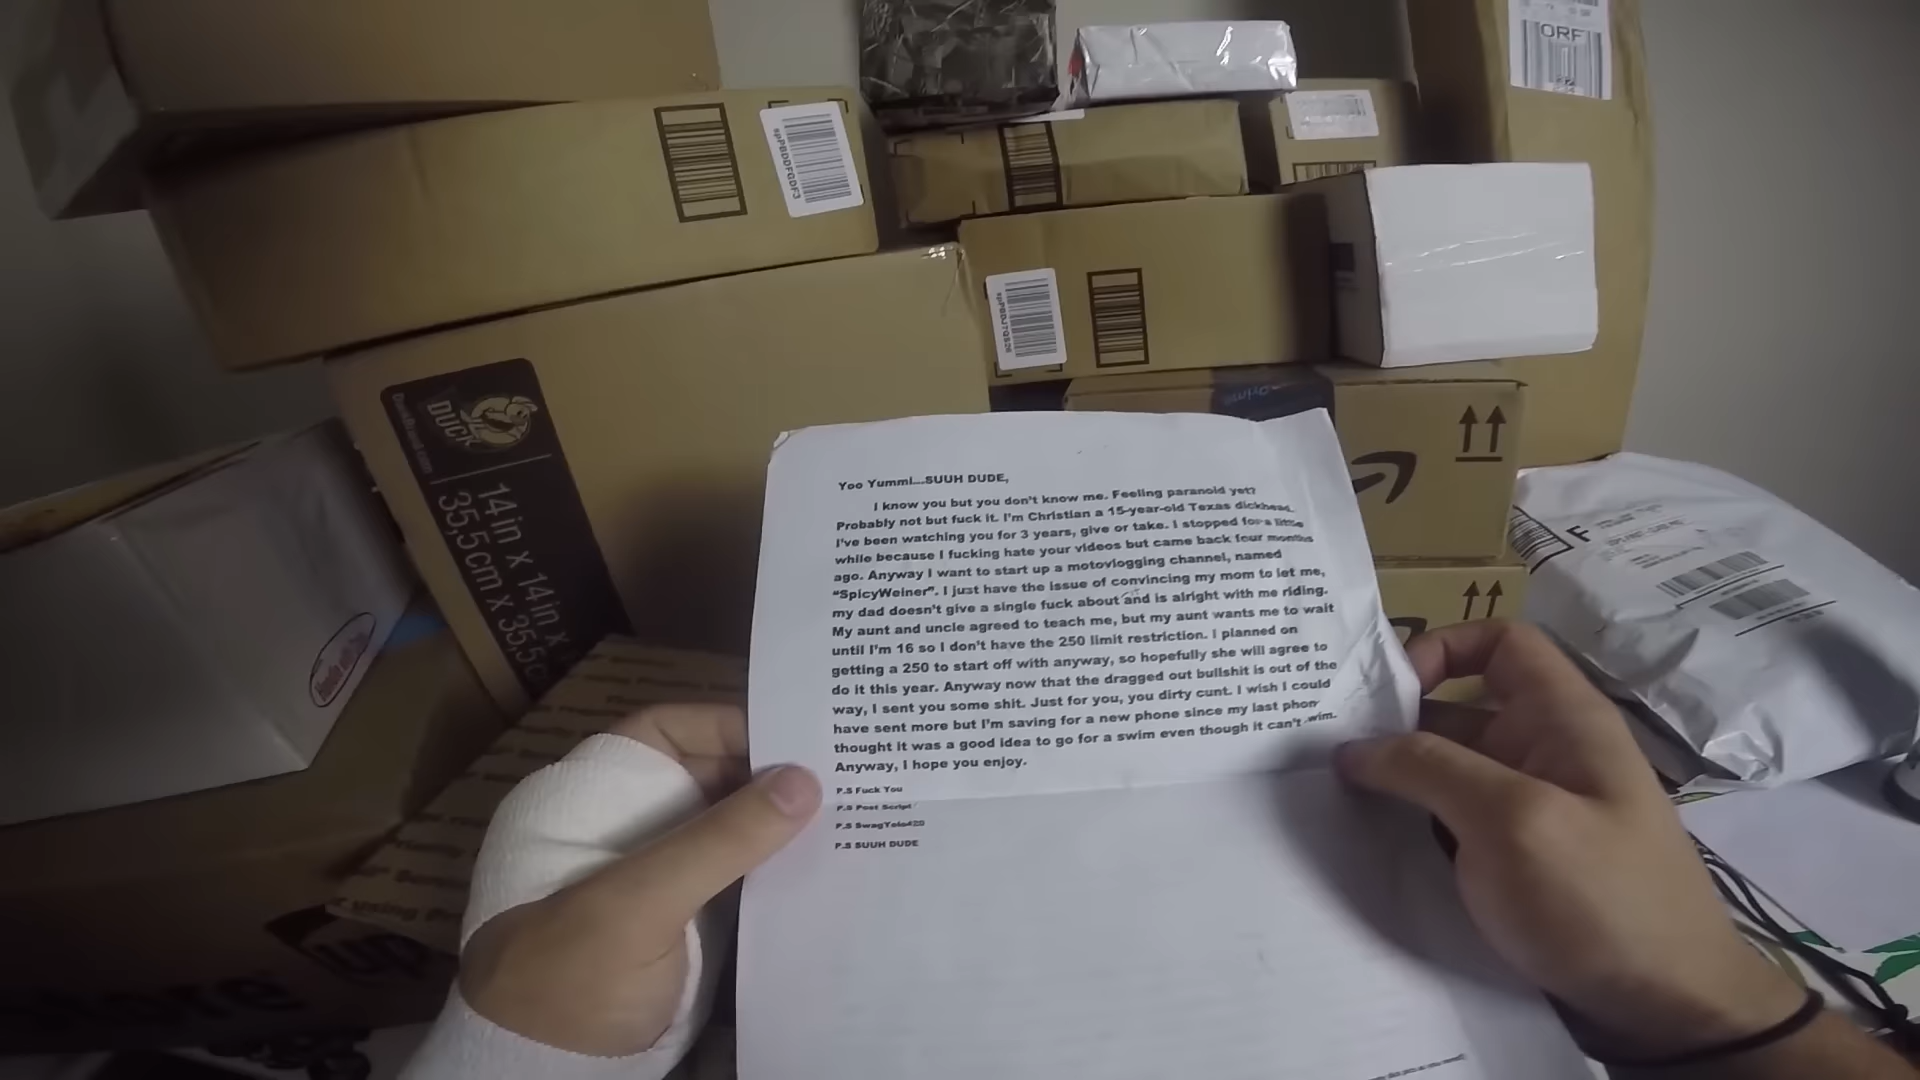 ORF
spPBDDFGDF3
DUCK
DuckBrand.com
14in x 14in x
35,5cm x 35,5c
prime
F
Yoo Yummi...SUUH DUDE,
I know you but you don't know me. Feeling paranoid yet?
Probably not but fuck it. I'm Christian a 15-year-old Texas dickhead.
I've been watching you for 3 years, give or take. I stopped for a little
while because I fucking hate your videos but came back four months
ago. Anyway I want to start up a motovlogging channel, named
"SpicyWeiner". I just have the issue of convincing my mom to let me,
my dad doesn't give a single fuck about and is alright with me riding.
My aunt and uncle agreed to teach me, but my aunt wants me to wait
until I'm 16 so I don't have the 250 limit restriction. I planned on
getting a 250 to start off with anyway, so hopefully she will agree to
do it this year. Anyway now that the dragged out bullshit is out of the
way, I sent you some shit. Just for you, you dirty cunt. I wish I could
have sent more but I'm saving for a new phone since my last phon
thought it was a good idea to go for a swim even though it can't wim.
Anyway, I hope you enjoy.
P.S Fuck You
P.S Post Script
P.S SwagYolo420
P.S SUUH DUDE
ups